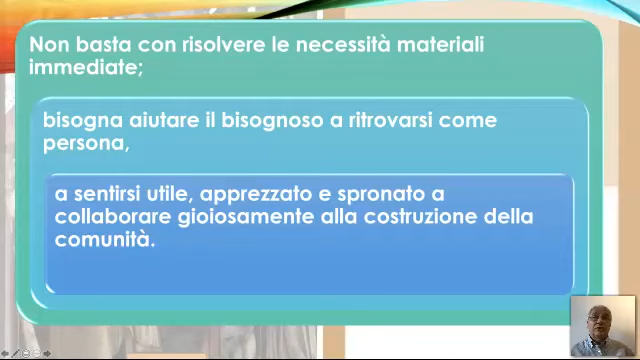 Non basta con risolvere le necessità materiali
immediate;
bisogna aiutare il bisognoso a ritrovarsi come
persona,
a sentirsi utile, apprezzato e spronato a
collaborare gioiosamente alla costruzione della
comunità.